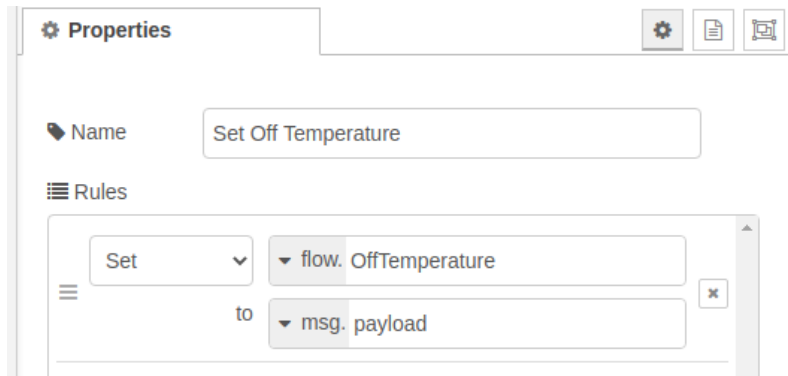 Properties
Name
Set Off Temperature
Rules
Set
flow. OffTemperature
to
msg. payload